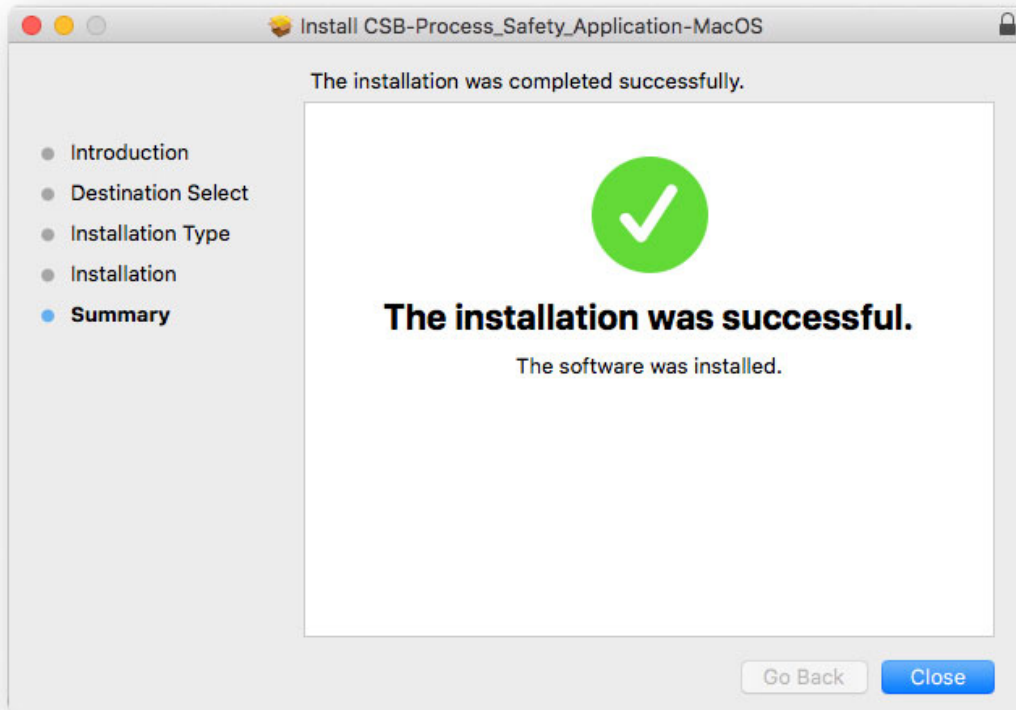 Install CSB-Process_Safety_Application-MacOS
The installation was completed successfully.
Introduction
Destination Select
Installation Type
Installation
Summary
The installation was successful.
The software was installed.
Go Back
Close